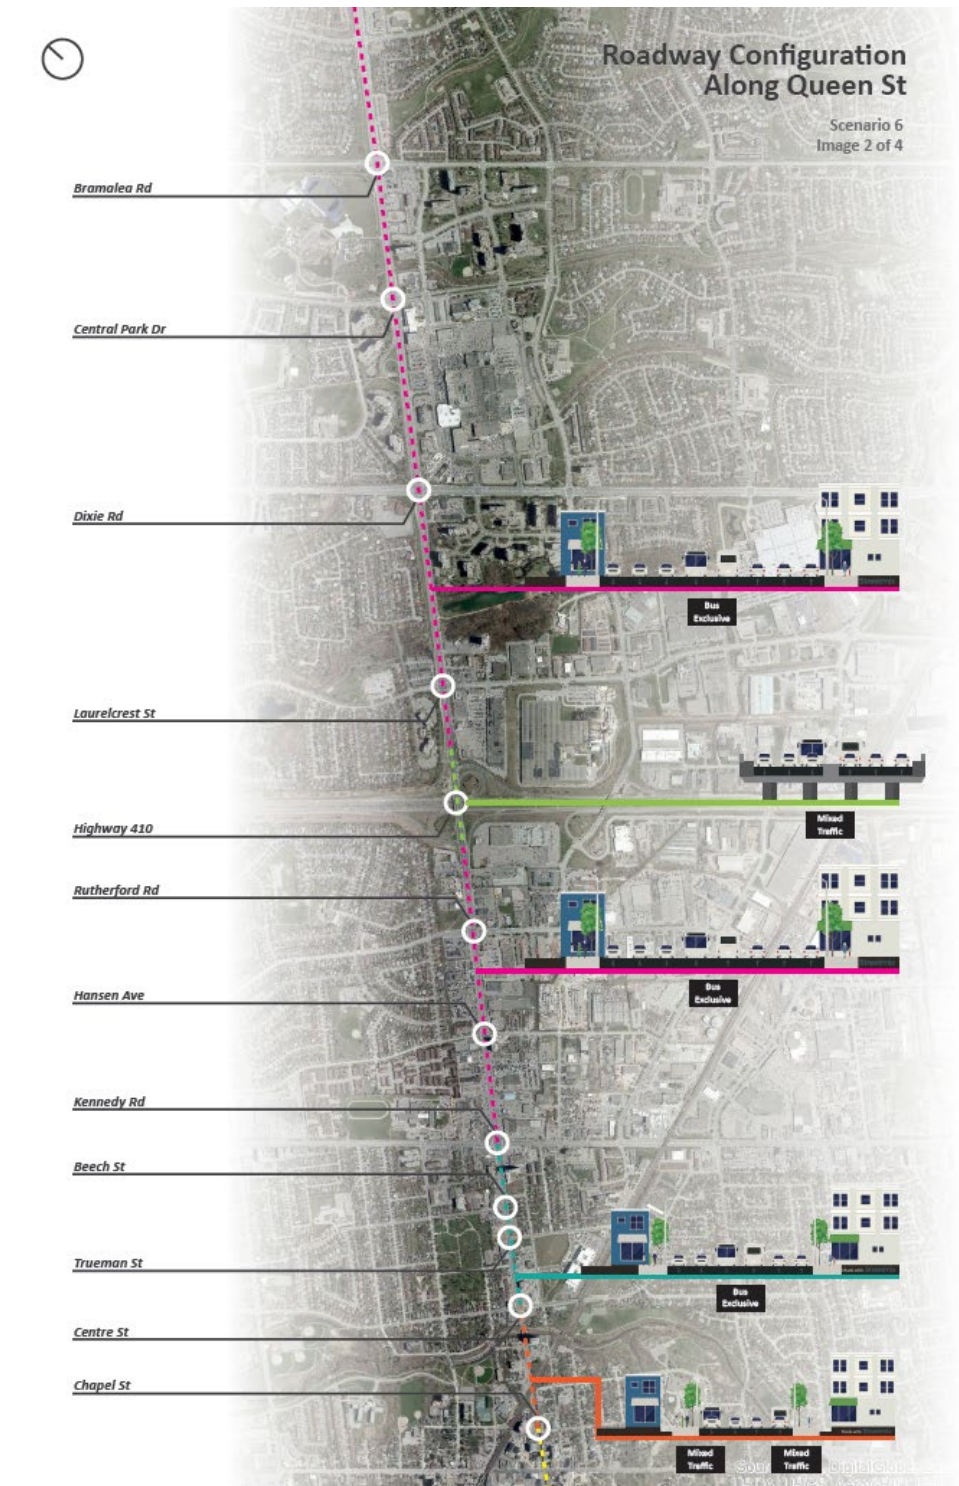 Roadway Configuration
Along Queen St
Scenario 6
Image 2 of 4
Bramalea Rd
Central Park Dr
Dixie Rd
Bus
Exclusive
Laurelcrest St
Highway 410
Mixed
Traffic
Rutherford Rd
Bus
Exclusive
Hansen Ave
Kennedy Rd
Beech St
Trueman St
Bus
Exclusive
Centre St
Chapel St
Mixed
Traffic
Mixed
Traffic